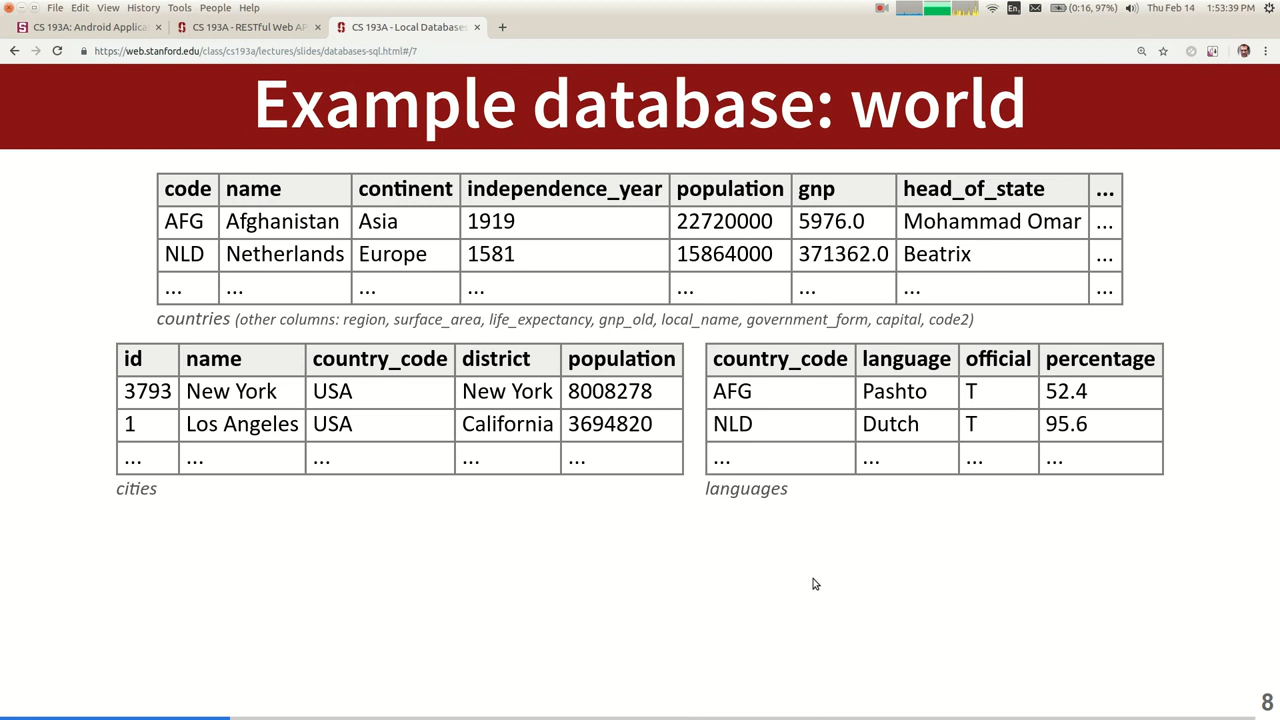 File Edit View History Tools People Help
En (0:16, 97%) Thu Feb 14 1:53:39 PM
CS 193A: Android Applica × CS 193A - RESTful Web AP × CS 193A - Local Database: × +
https://web.stanford.edu/class/cs193a/lectures/slides/databases-sql.html#/7
Example database: world
code name continent independence_year population gnp head_of_state ...
AFG Afghanistan Asia 1919 22720000 5976.0 Mohammad Omar ...
NLD Netherlands Europe 1581 15864000 371362.0 Beatrix ...
... ... ... ... ... ... ... ...
countries (other columns: region, surface_area, life_expectancy, gnp_old, local_name, government_form, capital, code2)
id name country_code district population
3793 New York USA New York 8008278
1 Los Angeles USA California 3694820
... ... ... ... ...
cities
country_code language official percentage
AFG Pashto T 52.4
NLD Dutch T 95.6
... ... ... ...
languages
8